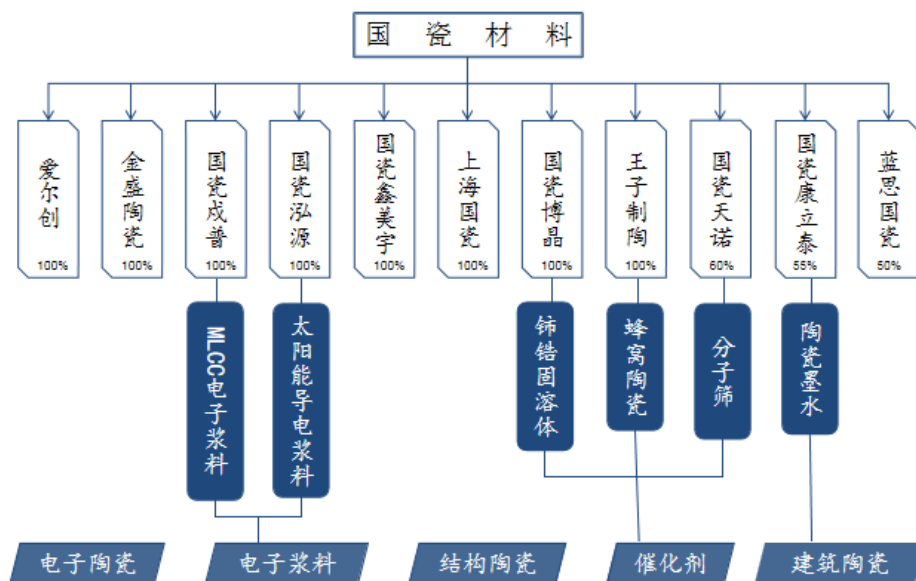 国瓷材料
爱尔创
100%
金盛陶瓷
100%
国瓷戍普
100%
国瓷泓源
100%
国瓷鑫美宇
100%
上海国瓷
100%
国瓷博晶
100%
王子制陶
100%
国瓷天诺
60%
国瓷康立泰
55%
蓝思国瓷
50%
MLCC电子浆料
太阳能导电浆料
铈锆固溶体
蜂窝陶瓷
分子筛
陶瓷墨水
电子陶瓷
电子浆料
结构陶瓷
催化剂
建筑陶瓷